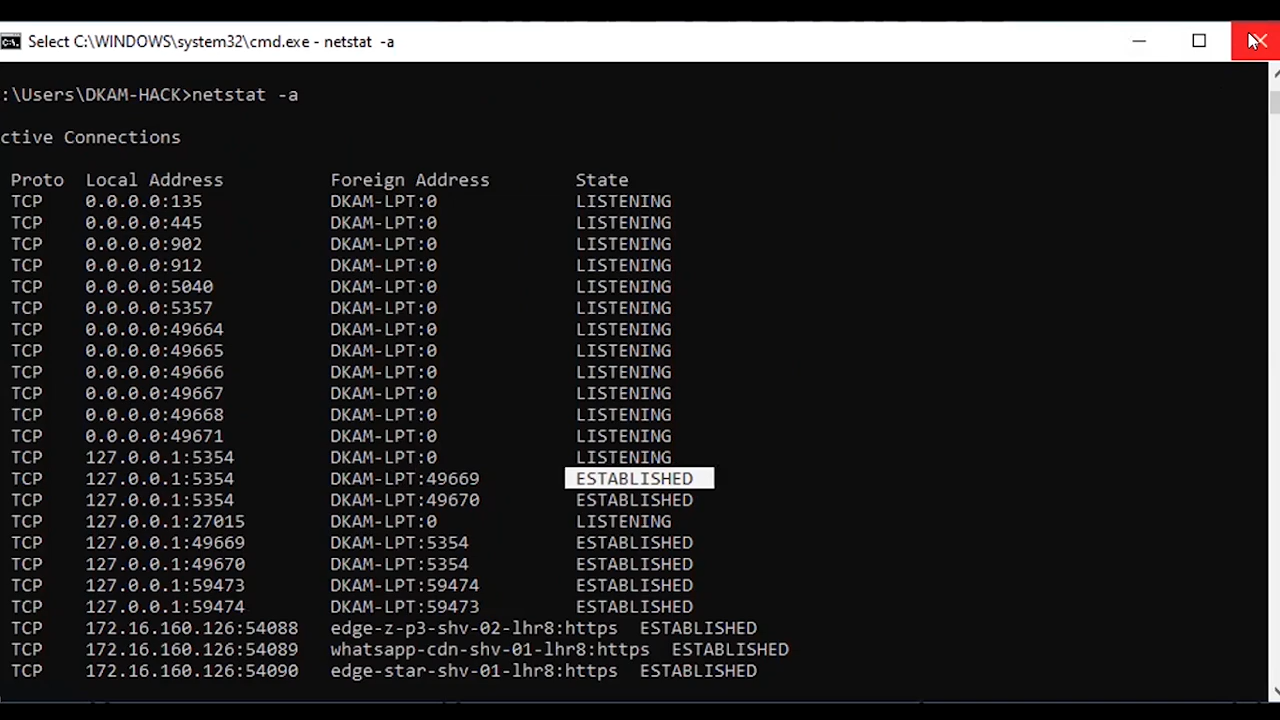 Select C:\WINDOWS\system32\cmd.exe - netstat -a
:\Users\DKAM-HACK>netstat -a
ctive Connections
Proto Local Address Foreign Address State
TCP 0.0.0.0:135 DKAM-LPT:0 LISTENING
TCP 0.0.0.0:445 DKAM-LPT:0 LISTENING
TCP 0.0.0.0:902 DKAM-LPT:0 LISTENING
TCP 0.0.0.0:912 DKAM-LPT:0 LISTENING
TCP 0.0.0.0:5040 DKAM-LPT:0 LISTENING
TCP 0.0.0.0:5357 DKAM-LPT:0 LISTENING
TCP 0.0.0.0:49664 DKAM-LPT:0 LISTENING
TCP 0.0.0.0:49665 DKAM-LPT:0 LISTENING
TCP 0.0.0.0:49666 DKAM-LPT:0 LISTENING
TCP 0.0.0.0:49667 DKAM-LPT:0 LISTENING
TCP 0.0.0.0:49668 DKAM-LPT:0 LISTENING
TCP 0.0.0.0:49671 DKAM-LPT:0 LISTENING
TCP 127.0.0.1:5354 DKAM-LPT:0 LISTENING
TCP 127.0.0.1:5354 DKAM-LPT:49669 ESTABLISHED
TCP 127.0.0.1:5354 DKAM-LPT:49670 ESTABLISHED
TCP 127.0.0.1:27015 DKAM-LPT:0 LISTENING
TCP 127.0.0.1:49669 DKAM-LPT:5354 ESTABLISHED
TCP 127.0.0.1:49670 DKAM-LPT:5354 ESTABLISHED
TCP 127.0.0.1:59473 DKAM-LPT:59474 ESTABLISHED
TCP 127.0.0.1:59474 DKAM-LPT:59473 ESTABLISHED
TCP 172.16.160.126:54088 edge-z-p3-shv-02-lhr8:https ESTABLISHED
TCP 172.16.160.126:54089 whatsapp-cdn-shv-01-lhr8:https ESTABLISHED
TCP 172.16.160.126:54090 edge-star-shv-01-lhr8:https ESTABLISHED